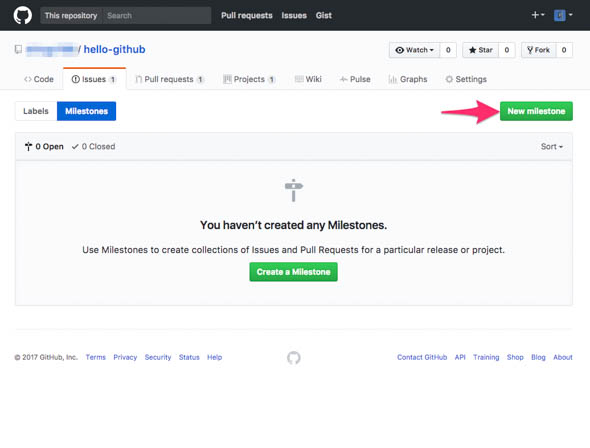 This repository Search Pull requests Issues Gist
/ hello-github Watch 0 Star 0 Fork 0
Code Issues 1 Pull requests 1 Projects 1 Wiki Pulse Graphs Settings
Labels Milestones New milestone
0 Open 0 Closed Sort
You haven't created any Milestones.
Use Milestones to create collections of Issues and Pull Requests for a particular release or project.
Create a Milestone
© 2017 GitHub, Inc. Terms Privacy Security Status Help Contact GitHub API Training Shop Blog About